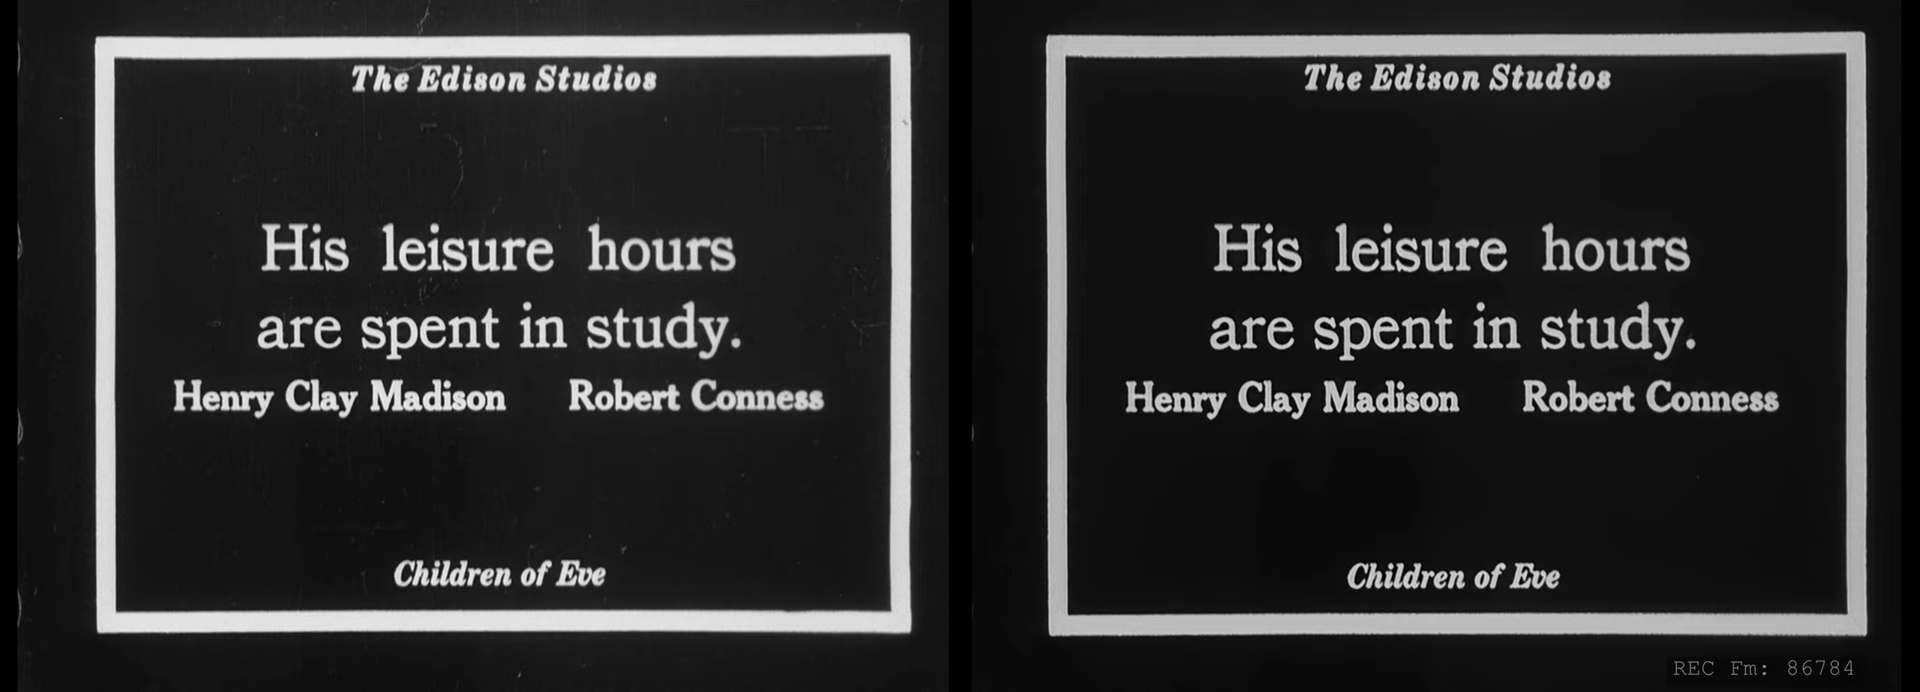 The Edison Studios
His leisure hours
are spent in study.
Henry Clay Madison Robert Conness
Children of Eve
The Edison Studios
His leisure hours
are spent in study.
Henry Clay Madison Robert Conness
Children of Eve
REC Fm: 86784